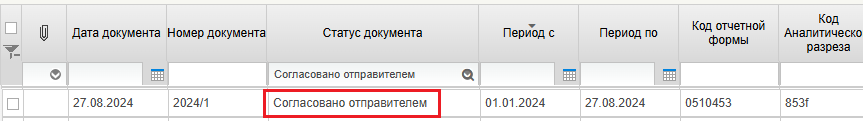 Дата документа Номер документа Статус документа Период с Период по Код отчетной формы Код Аналитическо разреза
Согласовано отправителем
27.08.2024 2024/1 Согласовано отправителем 01.01.2024 27.08.2024 0510453 853f